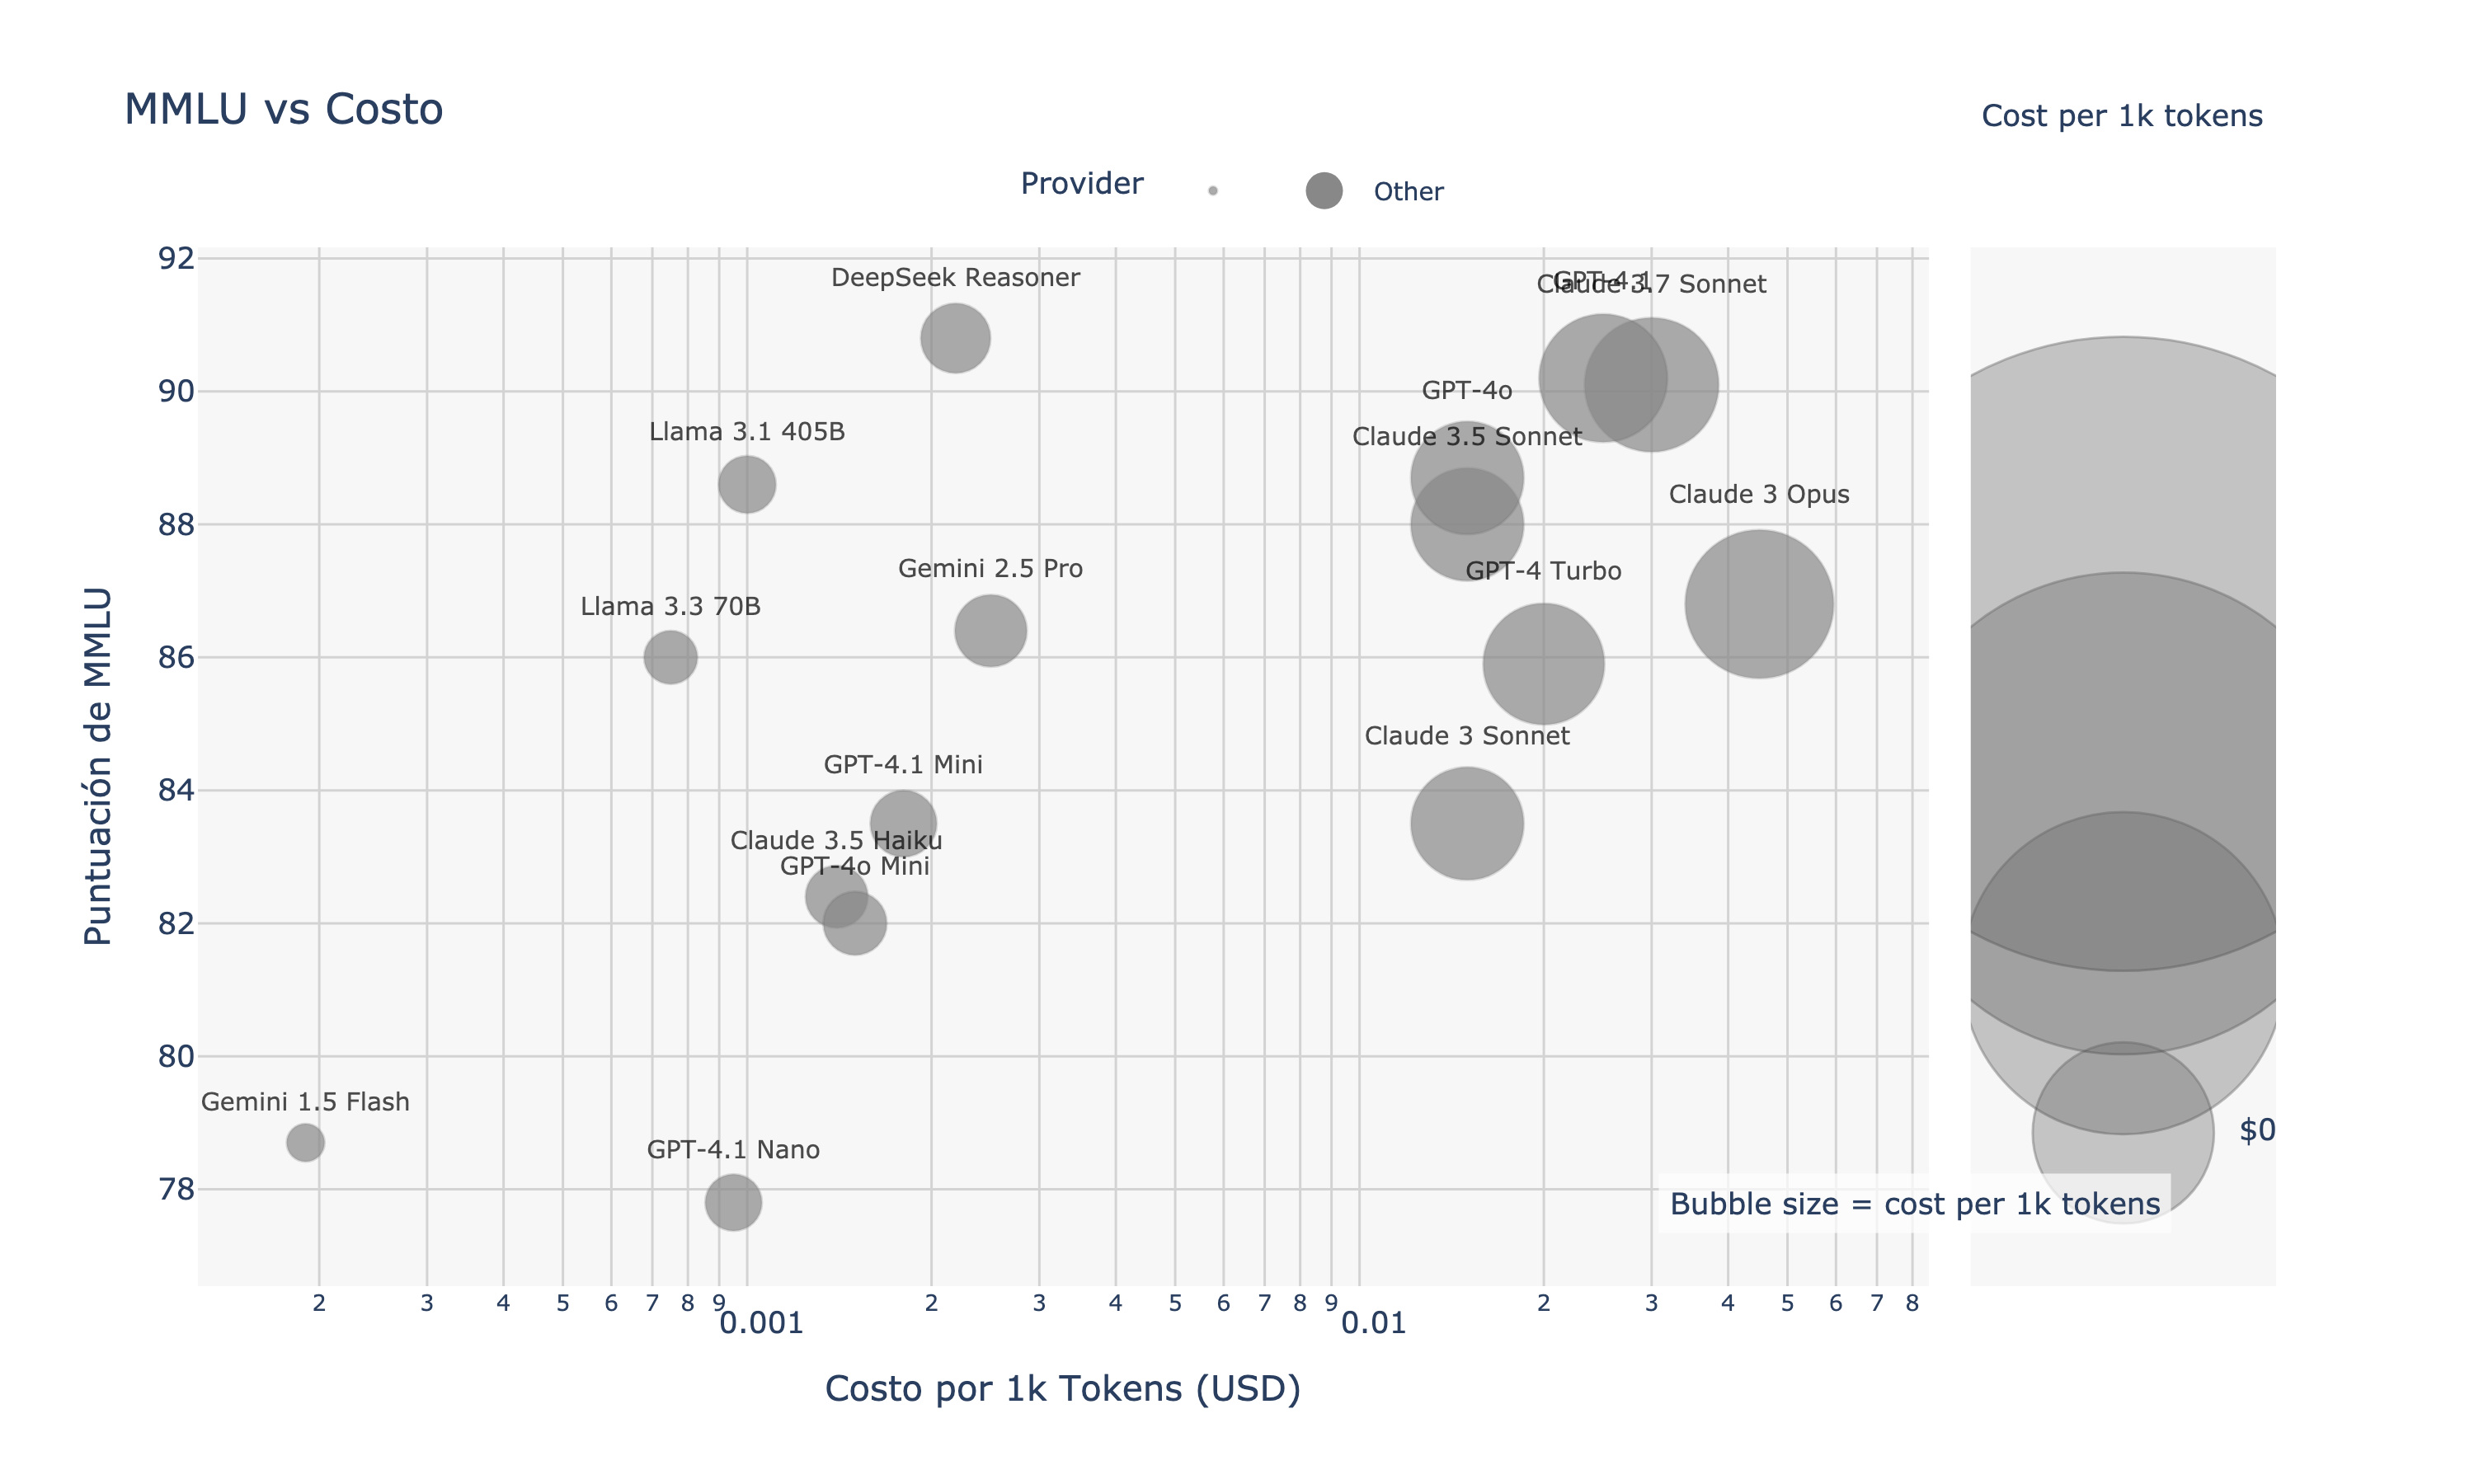 MMLU vs Costo
Cost per 1k tokens
Provider
Other
92
90
88
86
84
82
80
78
Puntuación de MMLU
DeepSeek Reasoner
GPT-4.1
Claude 3.7 Sonnet
GPT-4o
Llama 3.1 405B
Claude 3.5 Sonnet
Claude 3 Opus
Gemini 2.5 Pro
GPT-4 Turbo
Llama 3.3 70B
Claude 3 Sonnet
GPT-4.1 Mini
Claude 3.5 Haiku
GPT-4o Mini
Gemini 1.5 Flash
GPT-4.1 Nano
$0
Bubble size = cost per 1k tokens
2 3 4 5 6 7 8 9 2 3 4 5 6 7 8 9 2 3 4 5 6 7 8
0.001 0.01
Costo por 1k Tokens (USD)